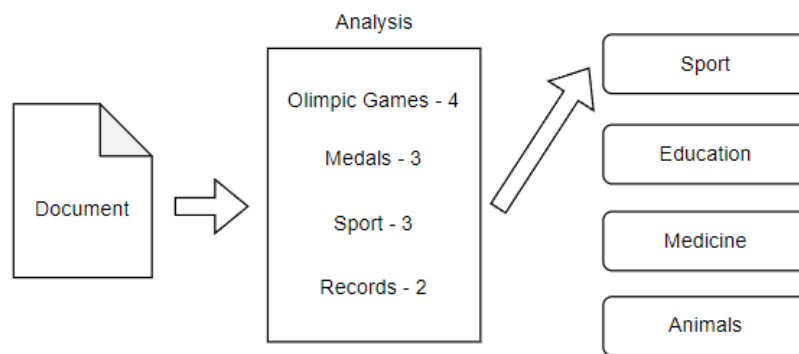 Analysis
Document
Olimpic Games - 4
Medals - 3
Sport - 3
Records - 2
Sport
Education
Medicine
Animals